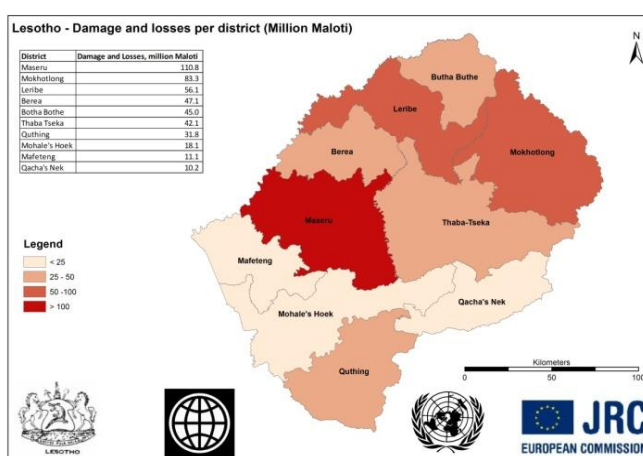 Lesotho - Damage and losses per district (Million Maloti)
District Damage and Losses, million Maloti
Maseru 110.8
Mokhotlong 83.3
Leribe 56.1
Berea 47.1
Botha Bothe 45.0
Thaba Tseka 42.1
Quthing 31.8
Mohale's Hoek 18.1
Mafeteng 11.1
Qacha's Nek 10.2
N
Butha Buthe
Leribe
Mokhotlong
Berea
Maseru
Thaba-Tseka
Mafeteng
Qacha's Nek
Mohale's Hoek
Quthing
Legend
< 25
25 - 50
50 -100
> 100
Kilometers
0 25 50 100
LESOTHO
JRC
EUROPEAN COMMISSION